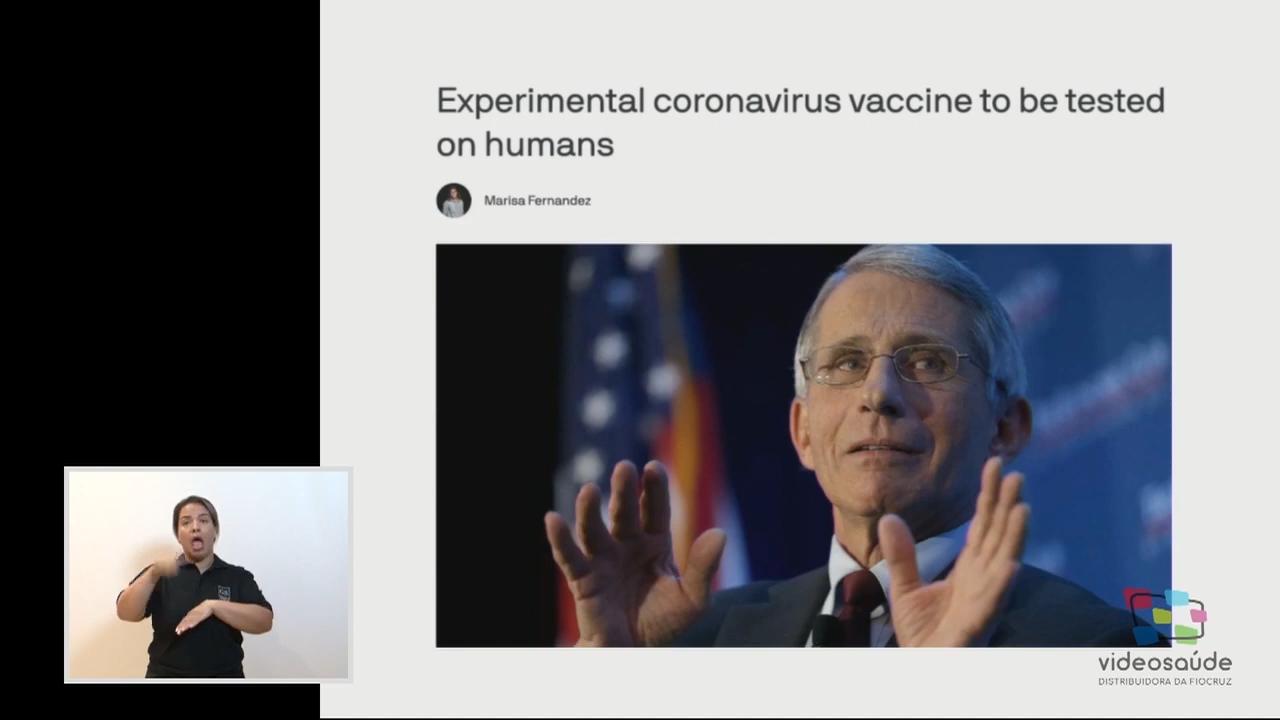 Experimental coronavirus vaccine to be tested
on humans
Marisa Fernandez
videosaúde
DISTRIBUIDORA DA FIOCRUZ